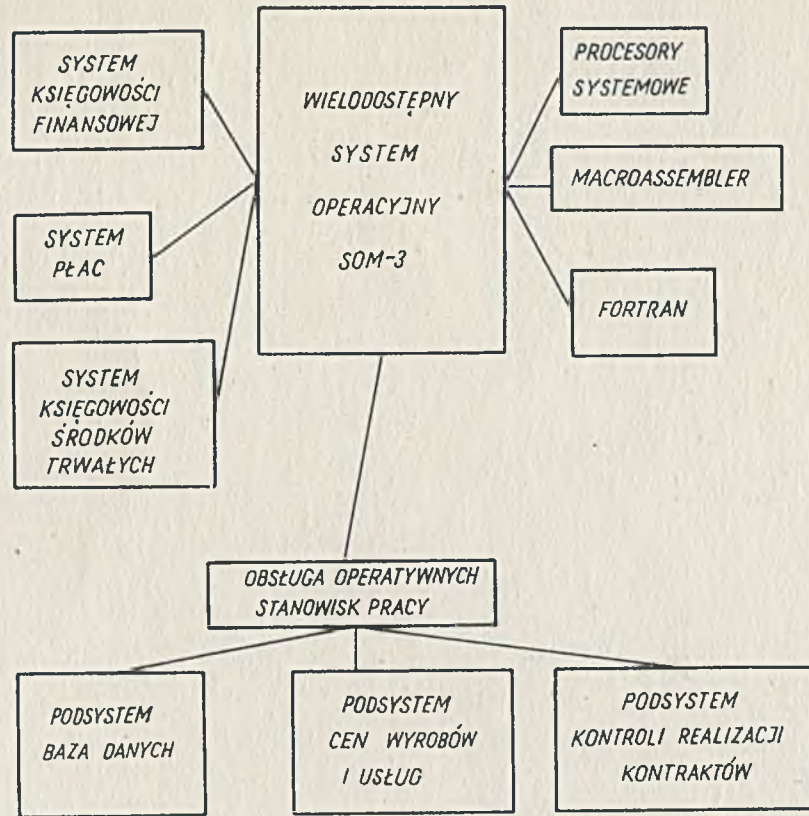 SYSTEM
KSIĘGOWOŚCI
FINANSOWEJ
SYSTEM
PŁAC
SYSTEM
KSIĘGOWOŚCI
ŚRODKÓW
TRWAŁYCH
WIELODOSTĘPNY
SYSTEM
OPERACYJNY
SOM-3
PROCESORY
SYSTEMOWE
MACROASSEMBLER
FORTRAN
OBSŁUGA OPERATYWNYCH
STANOWISK PRACY
PODSYSTEM
BAZA DANYCH
PODSYSTEM
CEN WYROBÓW
I USŁUG
PODSYSTEM
KONTROLI REALIZACJI
KONTRAKTÓW